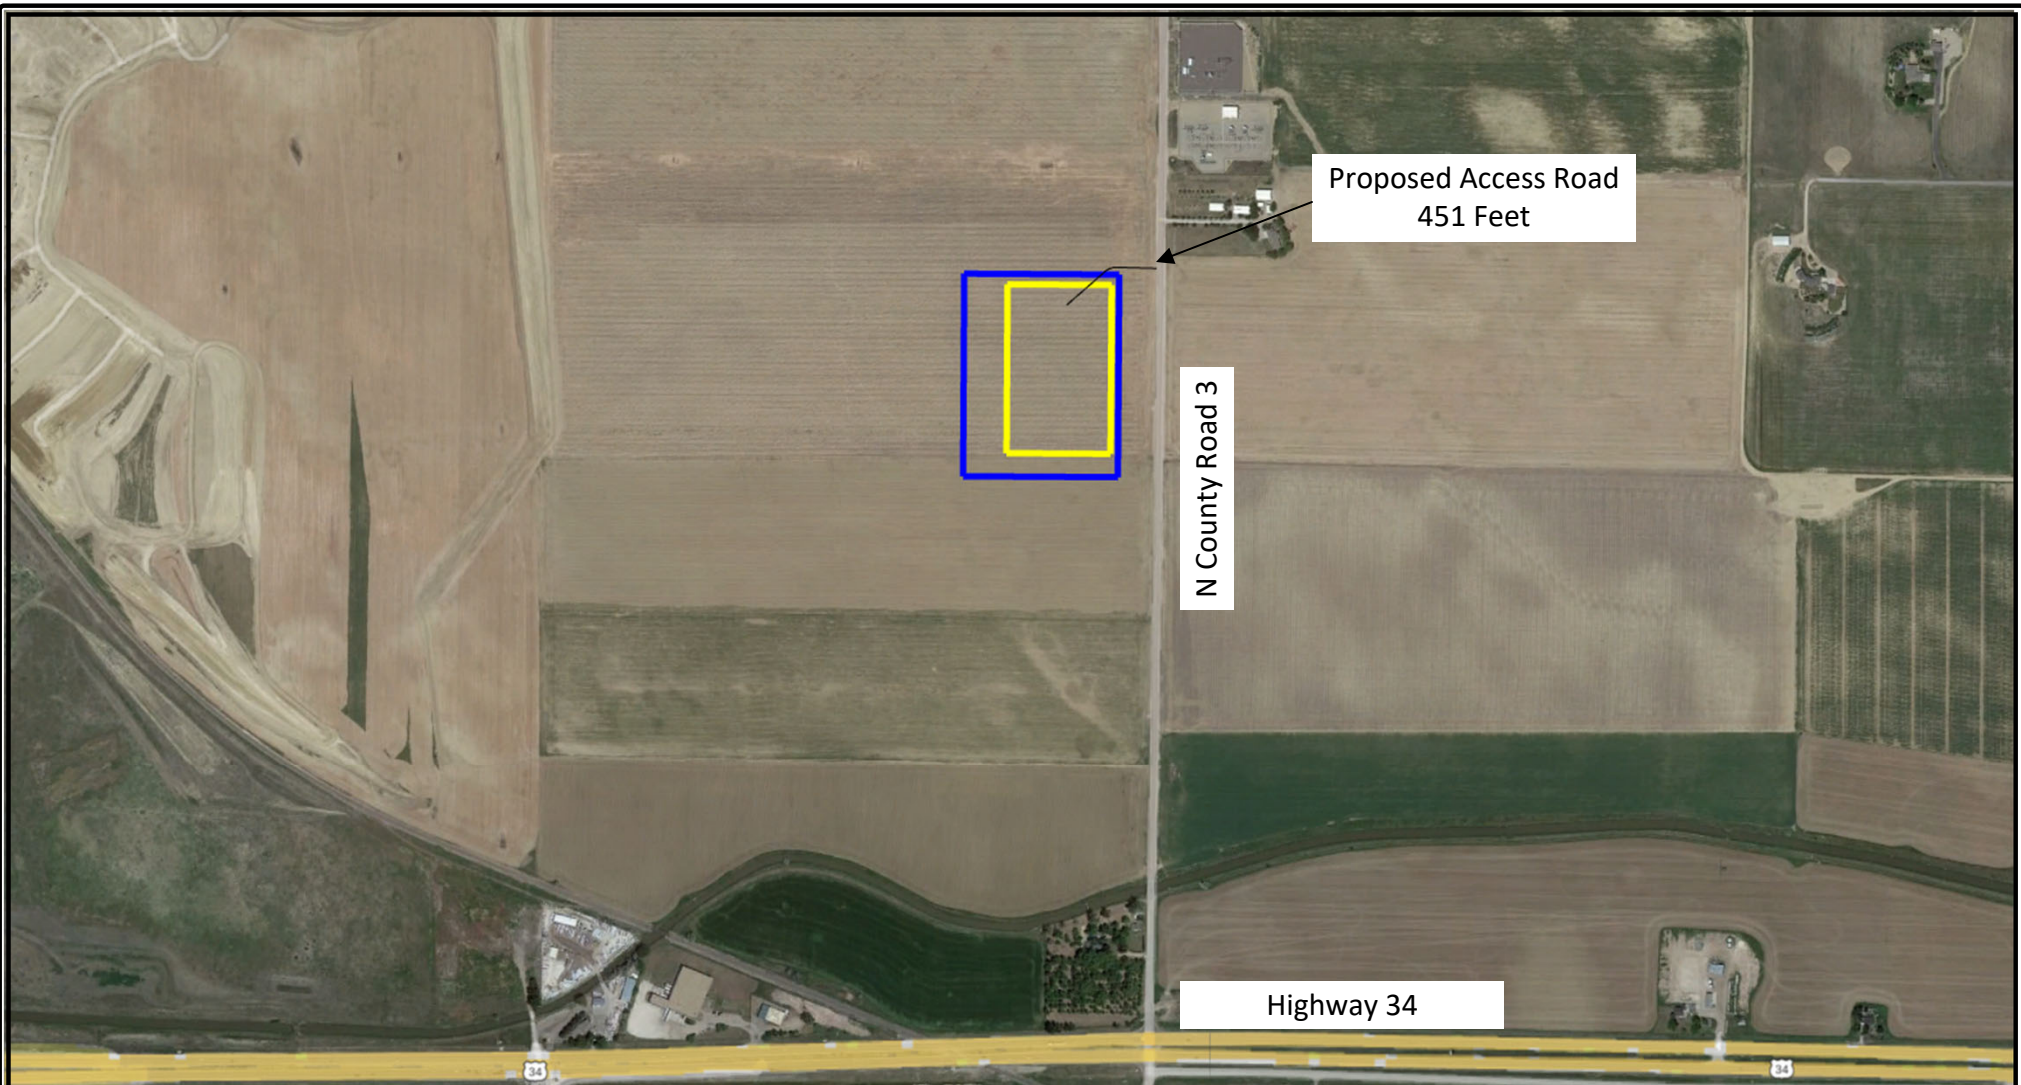 Proposed Access Road
451 Feet
N County Road 3
Highway 34
34
34